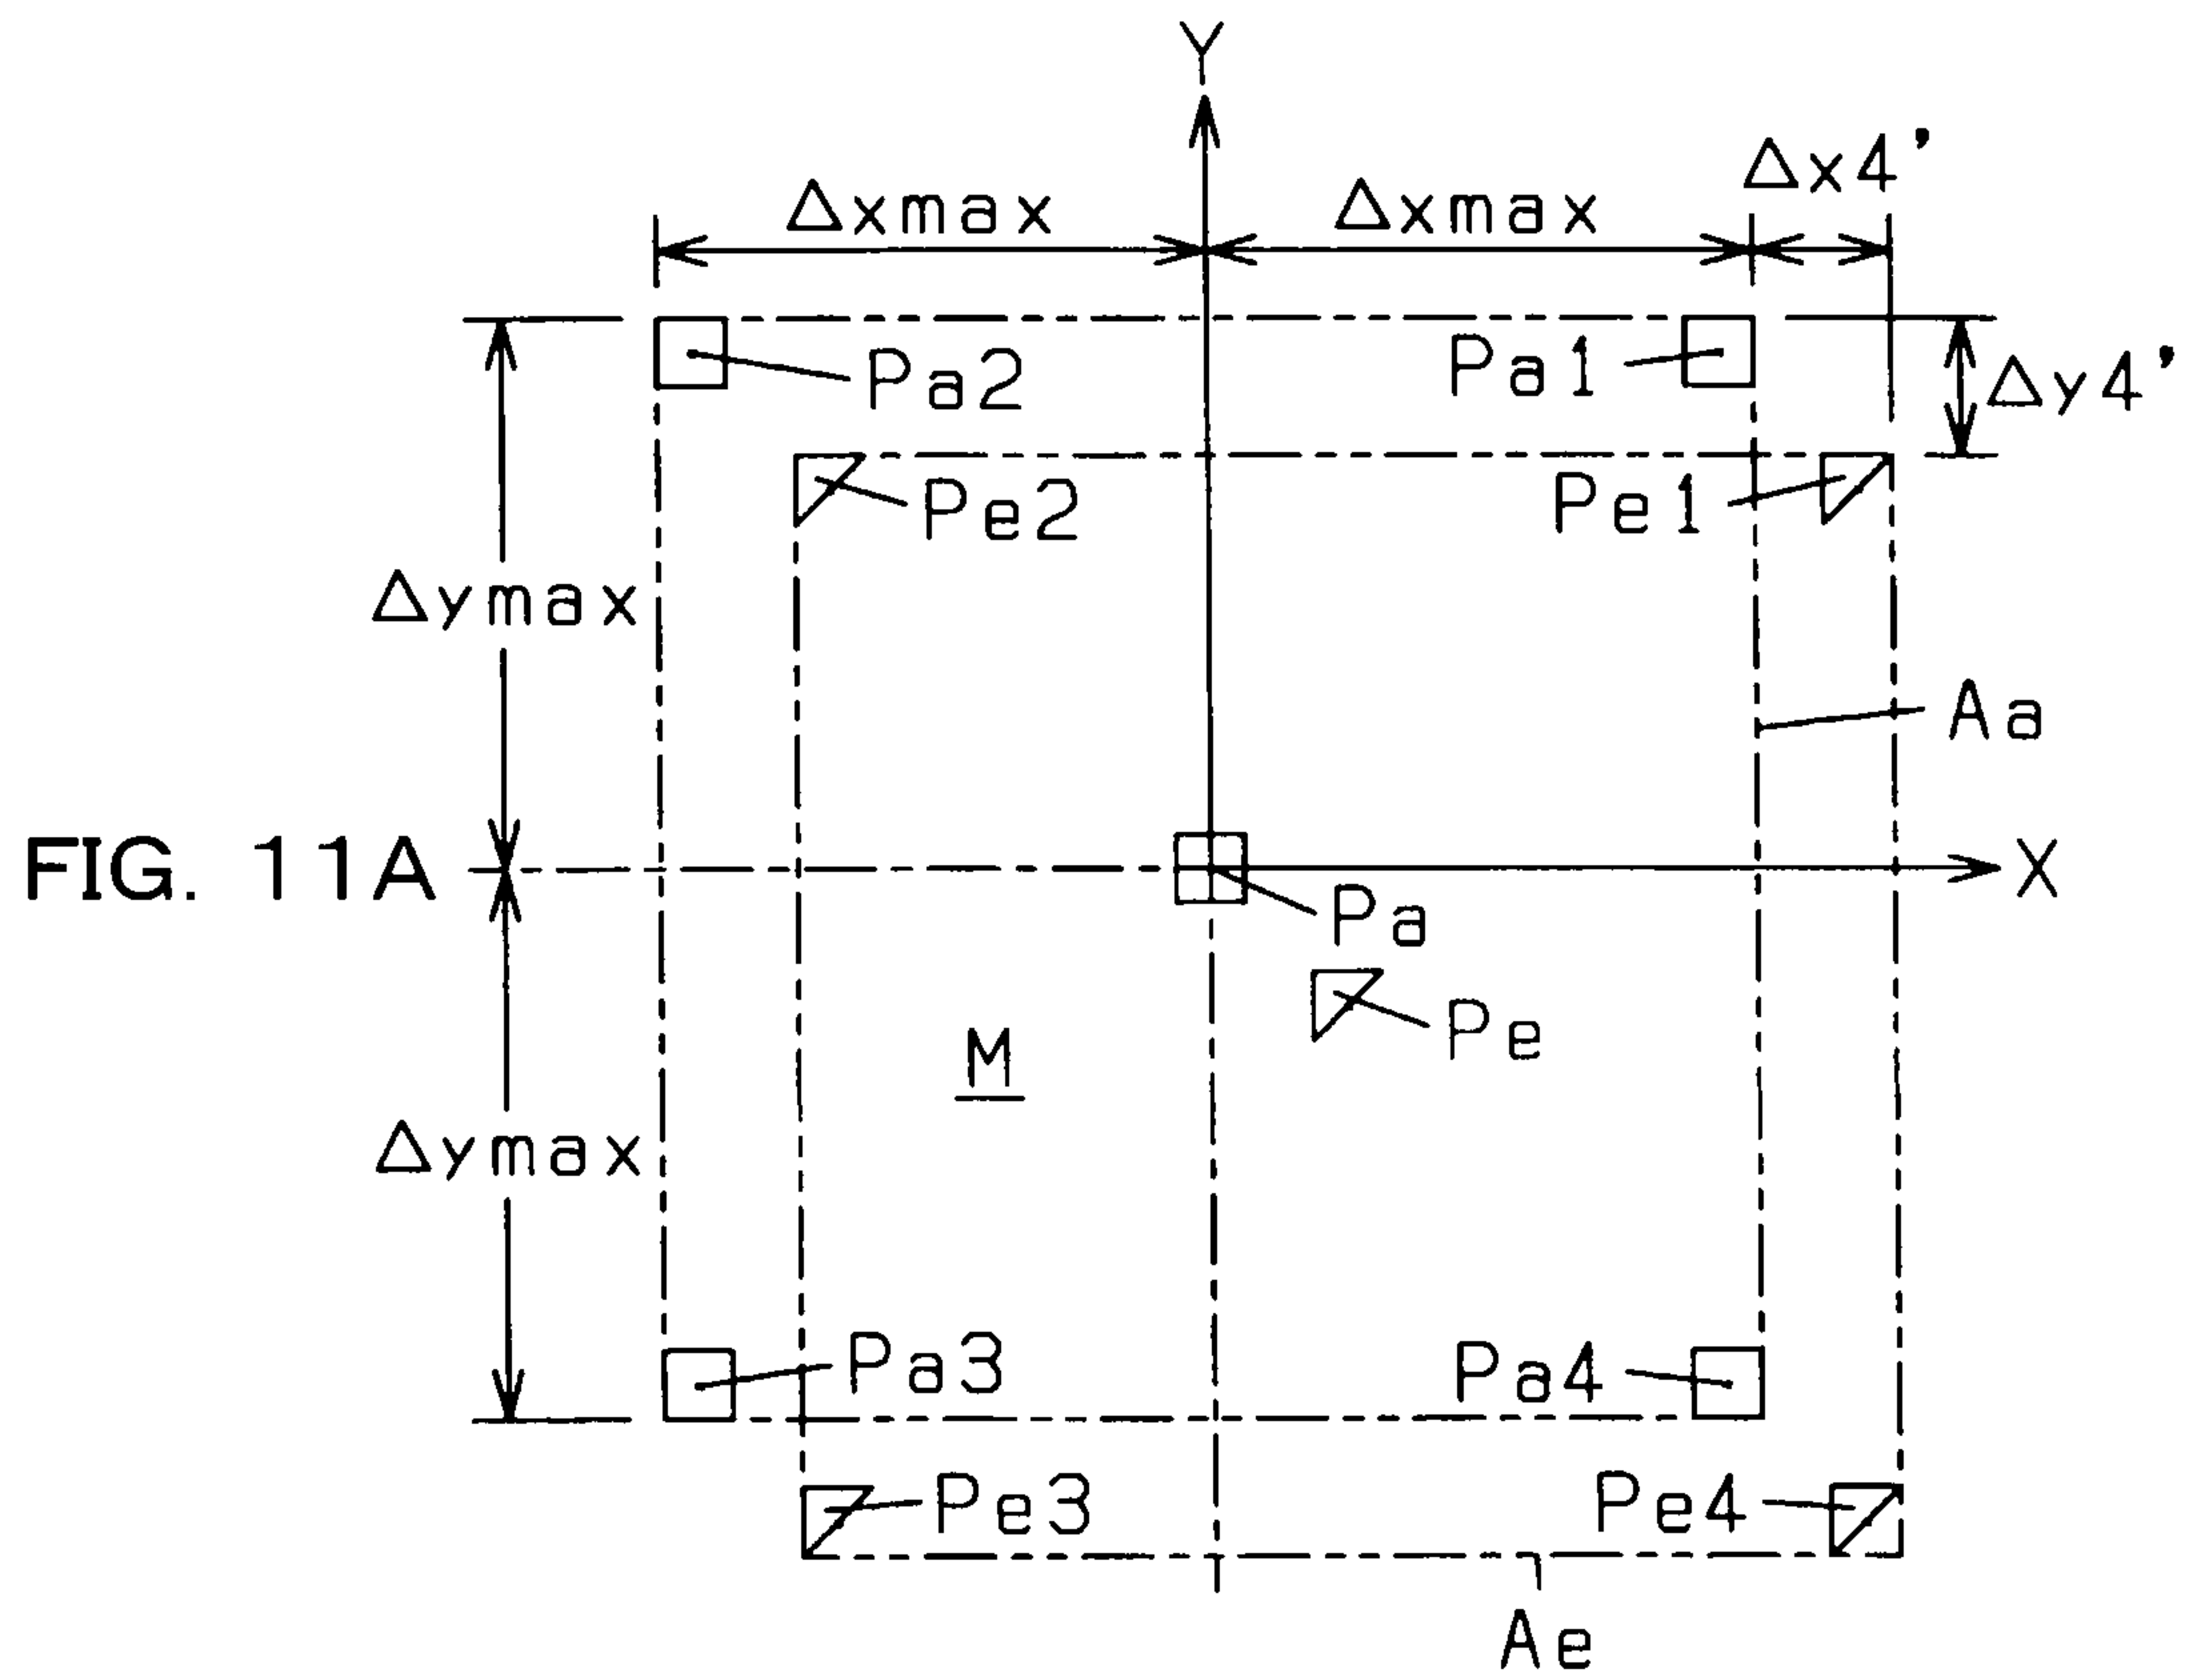 Y
Δx4'
Δxmax
Δxmax
Pa2
Pa1
Δy4'
Pe2
Pe1
Δymax
Aa
FIG. 11A
X
Pa
Pe
M
Δymax
Pa3
Pa4
Pe3
Pe4
Ae